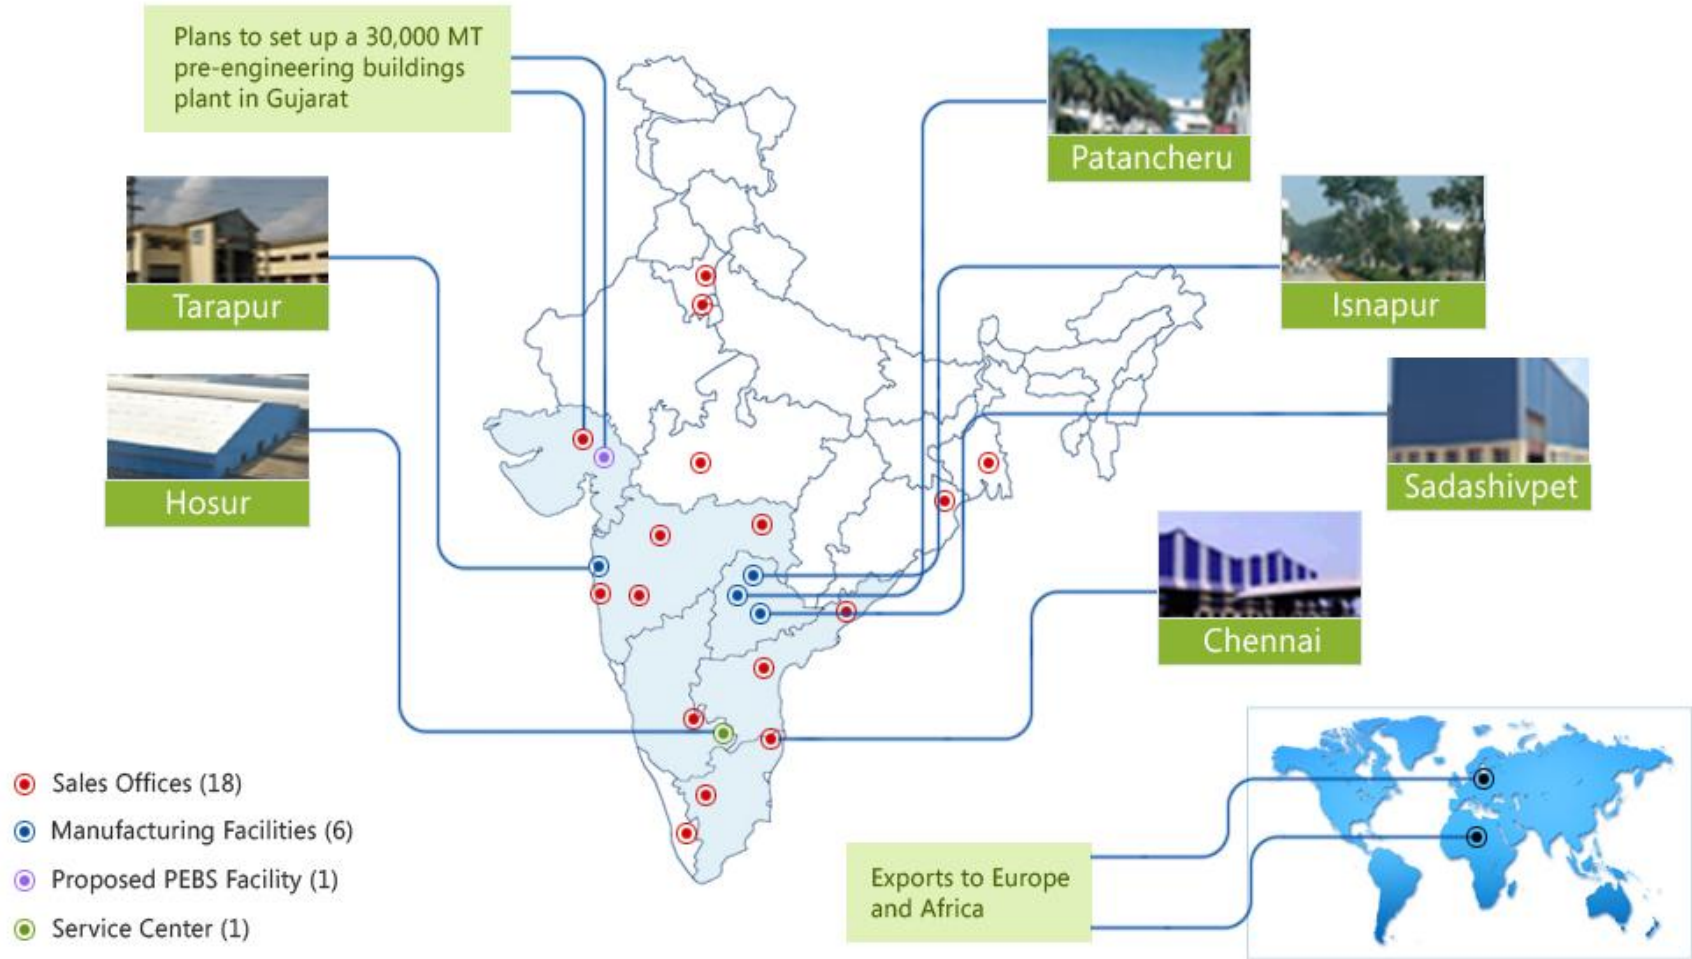 Plans to set up a 30,000 MT
pre-engineering buildings
plant in Gujarat
Patancheru
Tarapur
Isnapur
Hosur
Sadashivpet
Chennai
Sales Offices (18)
Manufacturing Facilities (6)
Proposed PEBS Facility (1)
Service Center (1)
Exports to Europe
and Africa